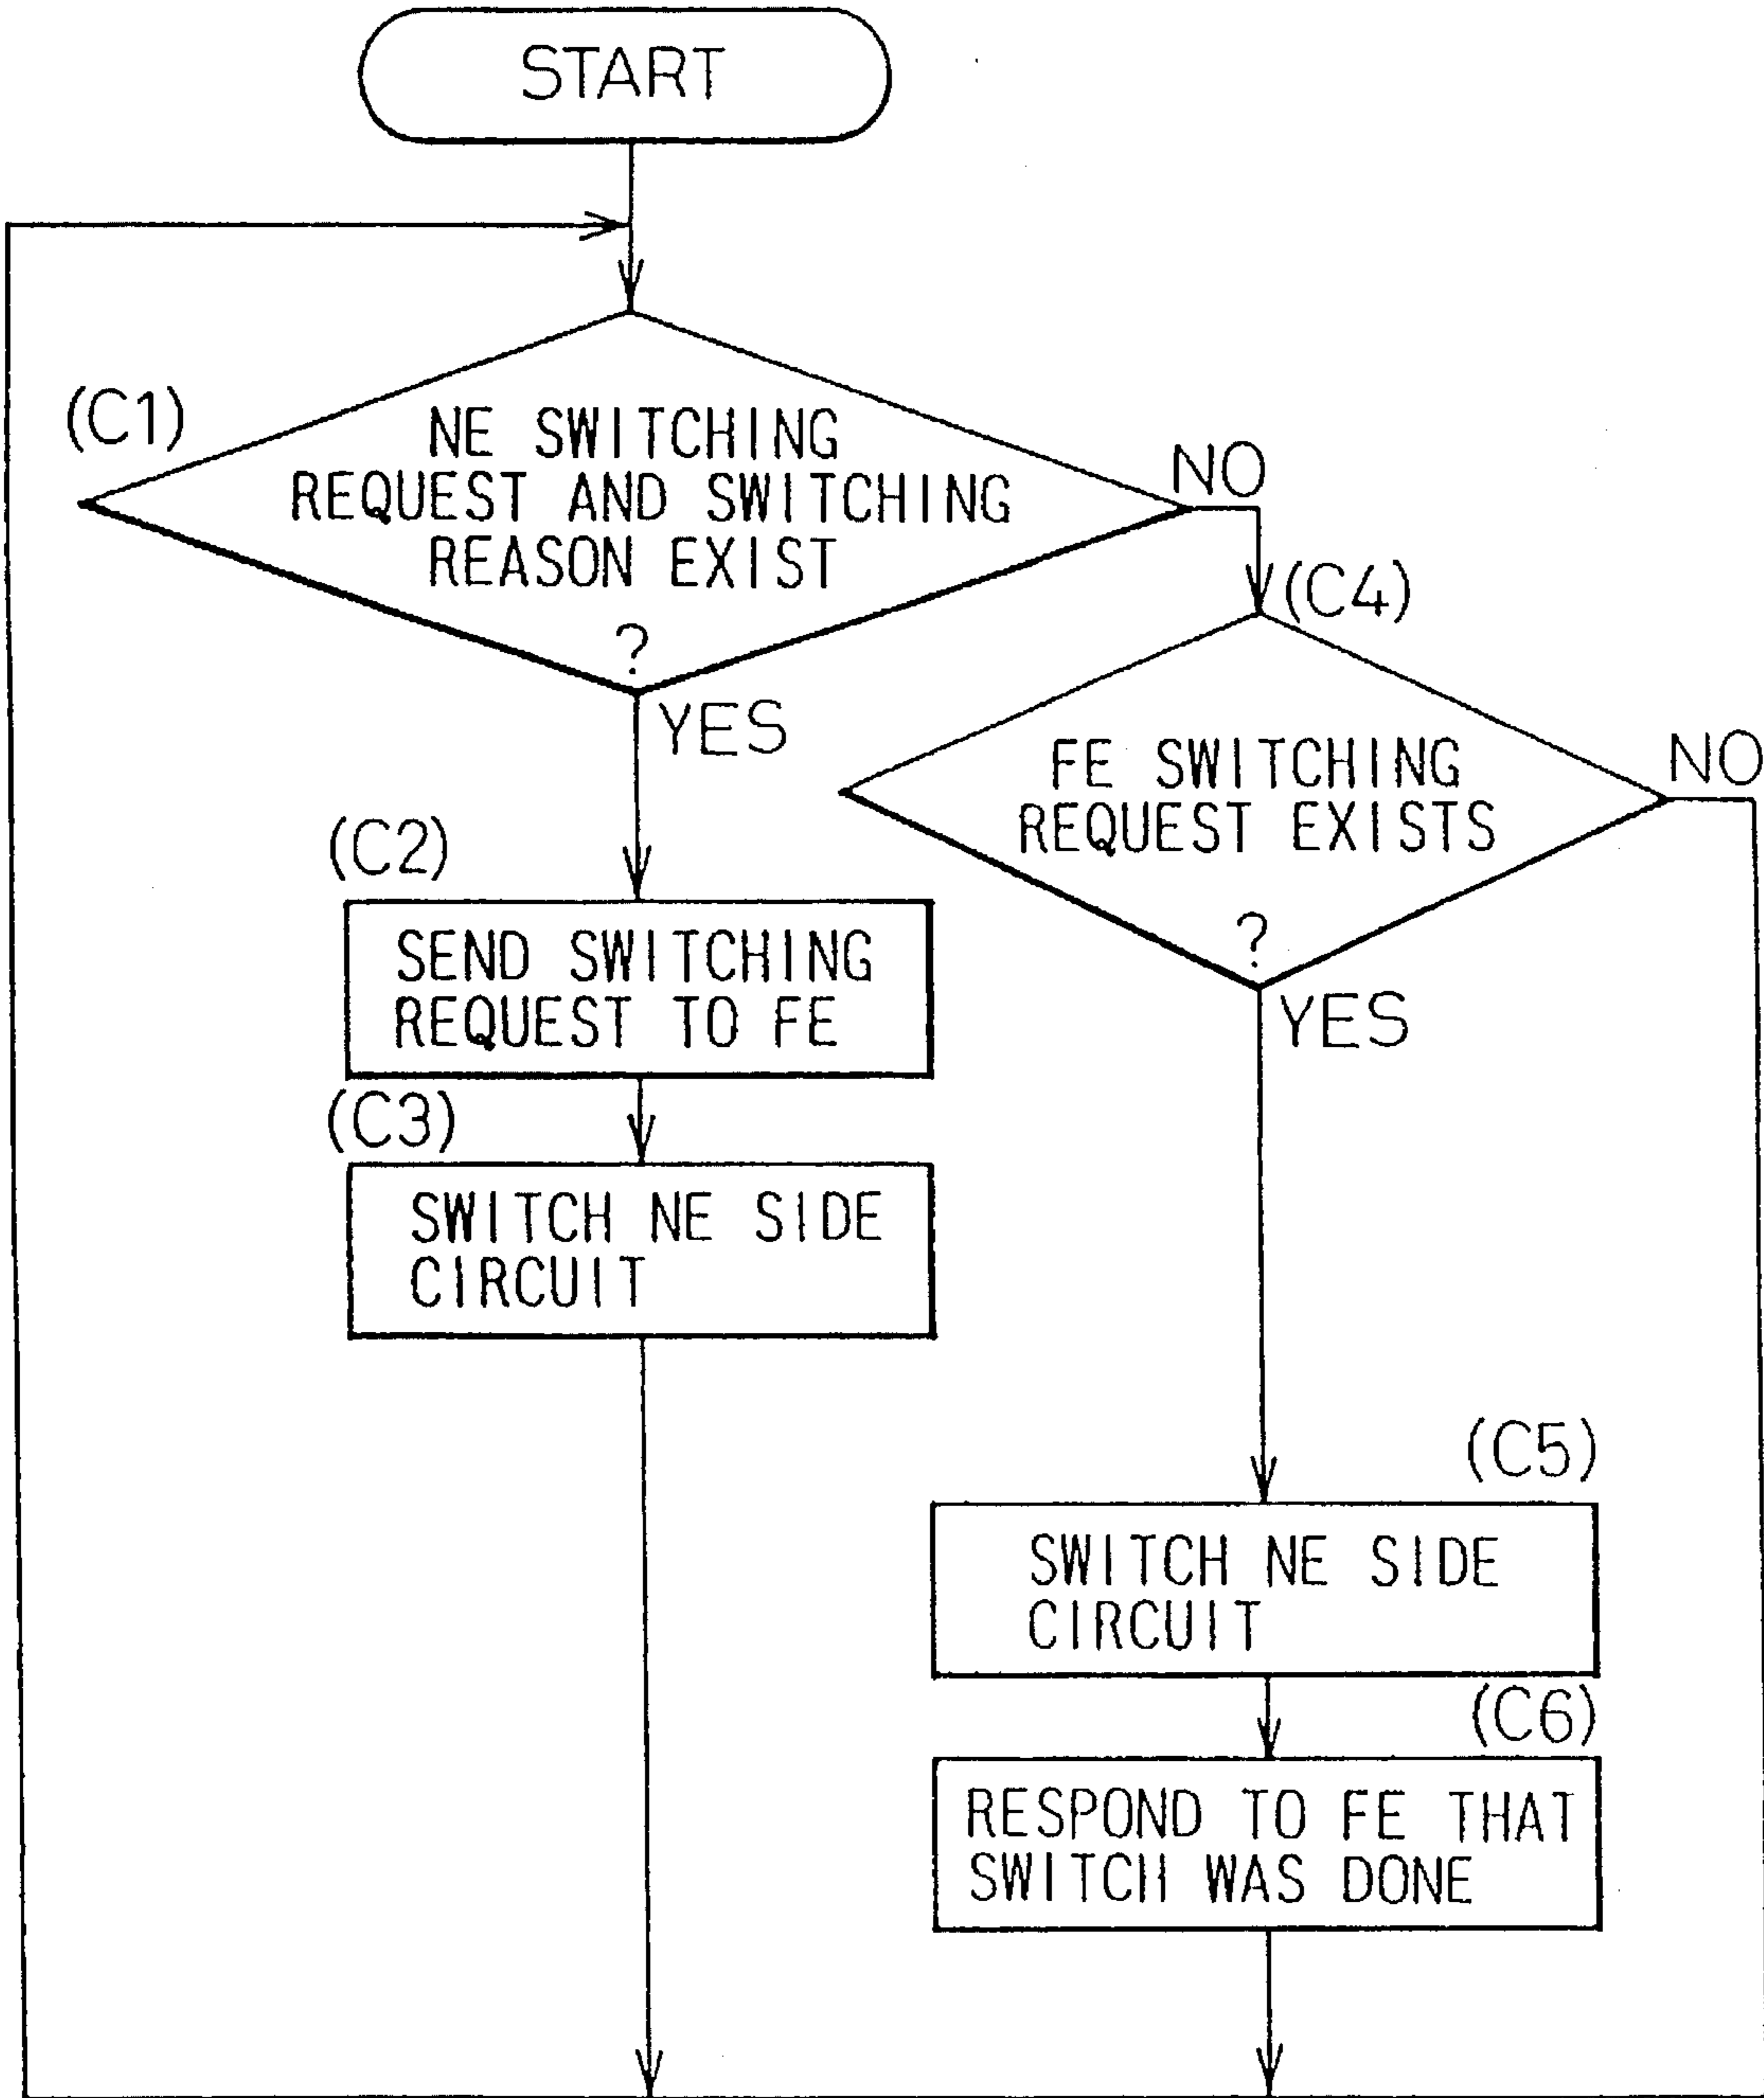 START
(C1)
NE SWITCHING
REQUEST AND SWITCHING
REASON EXIST
?
NO
YES
(C4)
FE SWITCHING
REQUEST EXISTS
?
NO
YES
(C2)
SEND SWITCHING
REQUEST TO FE
(C3)
SWITCH NE SIDE
CIRCUIT
(C5)
SWITCH NE SIDE
CIRCUIT
(C6)
RESPOND TO FE THAT
SWITCH WAS DONE